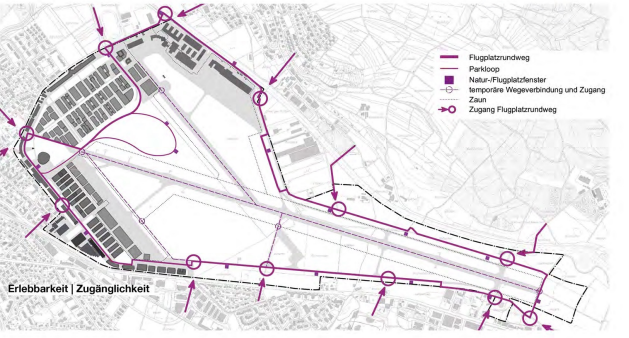 Flugplatzrundweg
Parkloop
Natur-/Flugplatzfenster
temporäre Wegeverbindung und Zugang
Zaun
Zugang Flugplatzrundweg
Erlebbarkeit | Zugänglichkeit